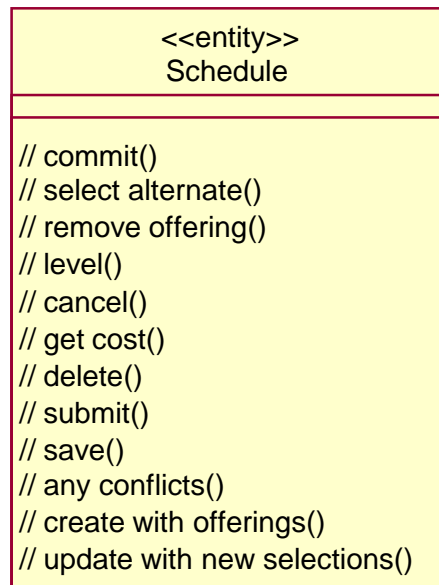 <<entity>>
Schedule
// commit()
// select alternate()
// remove offering()
// level()
// cancel()
// get cost()
// delete()
// submit()
// save()
// any conflicts()
// create with offerings()
// update with new selections()